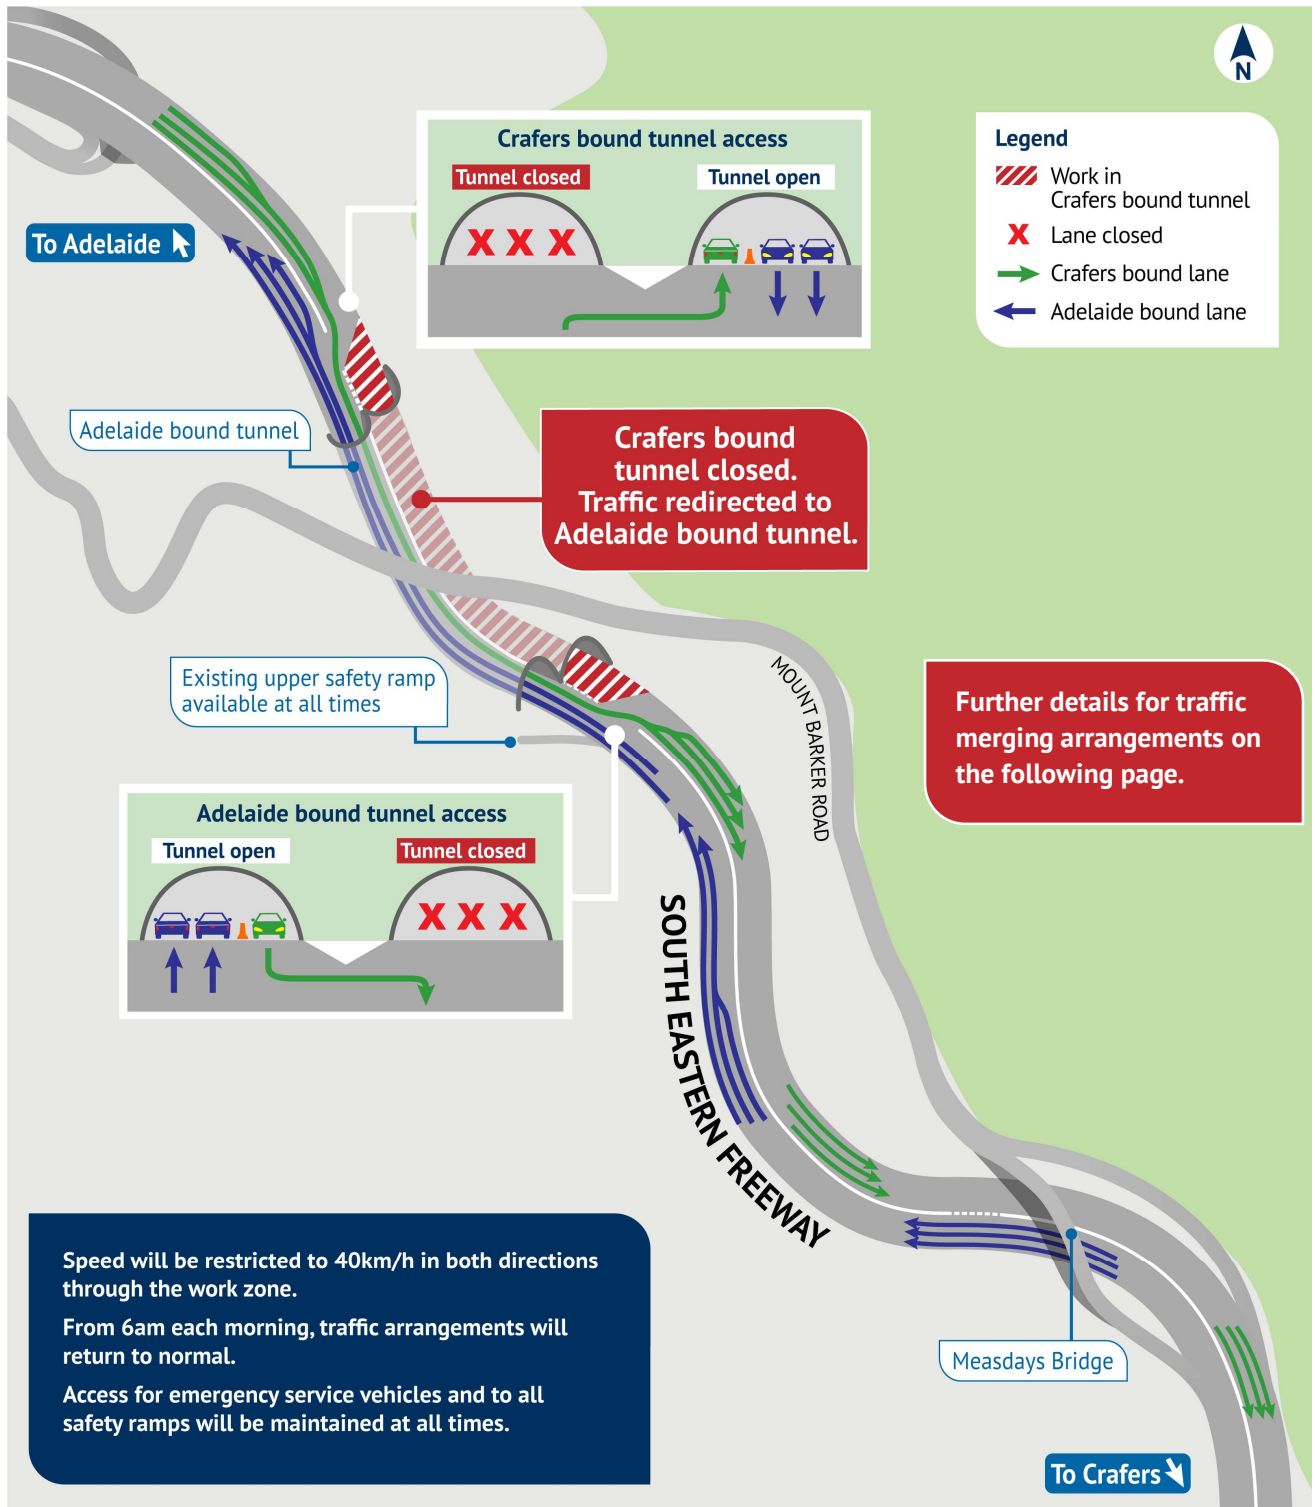 N
Legend
Work in
Crafers bound tunnel
X Lane closed
Crafers bound lane
Adelaide bound lane
Crafers bound tunnel access
Tunnel closed
Tunnel open
X X X
To Adelaide
Adelaide bound tunnel
Crafers bound
tunnel closed.
Traffic redirected to
Adelaide bound tunnel.
Existing upper safety ramp
available at all times
MOUNT BARKER ROAD
Further details for traffic
merging arrangements on
the following page.
Adelaide bound tunnel access
Tunnel open
Tunnel closed
X X X
SOUTH EASTERN FREEWAY
Speed will be restricted to 40km/h in both directions
through the work zone.
From 6am each morning, traffic arrangements will
return to normal.
Access for emergency service vehicles and to all
safety ramps will be maintained at all times.
Measdays Bridge
To Crafers